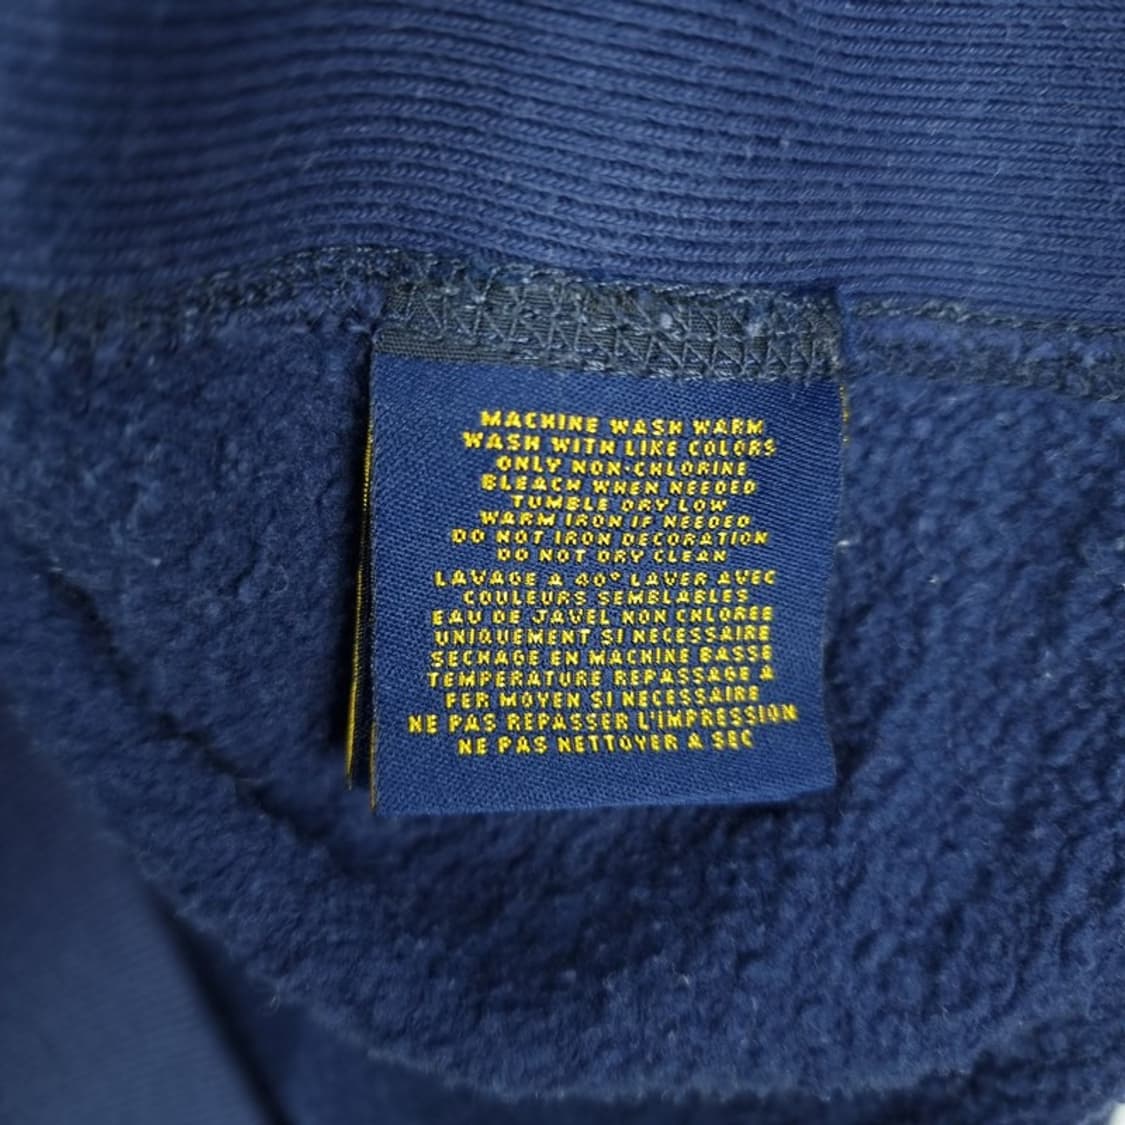 MACHINE WASH WARM
WASH WITH LIKE COLORS
ONLY NON-CHLORINE
BLEACH WHEN NEEDED
TUMBLE DRY LOW
WARM IRON IF NEEDED
DO NOT IRON DECORATION
DO NOT DRY CLEAN
LAVAGE A 40° LAVER AVEC
COULEURS SEMBLABLES
EAU DE JAVEL NON CHLOREE
UNIQUEMENT SI NECESSAIRE
SECHAGE EN MACHINE BASSE
TEMPERATURE REPASSAGE A
FER MOYEN SI NECESSAIRE
NE PAS REPASSER L'IMPRESSION
NE PAS NETTOYER A SEC